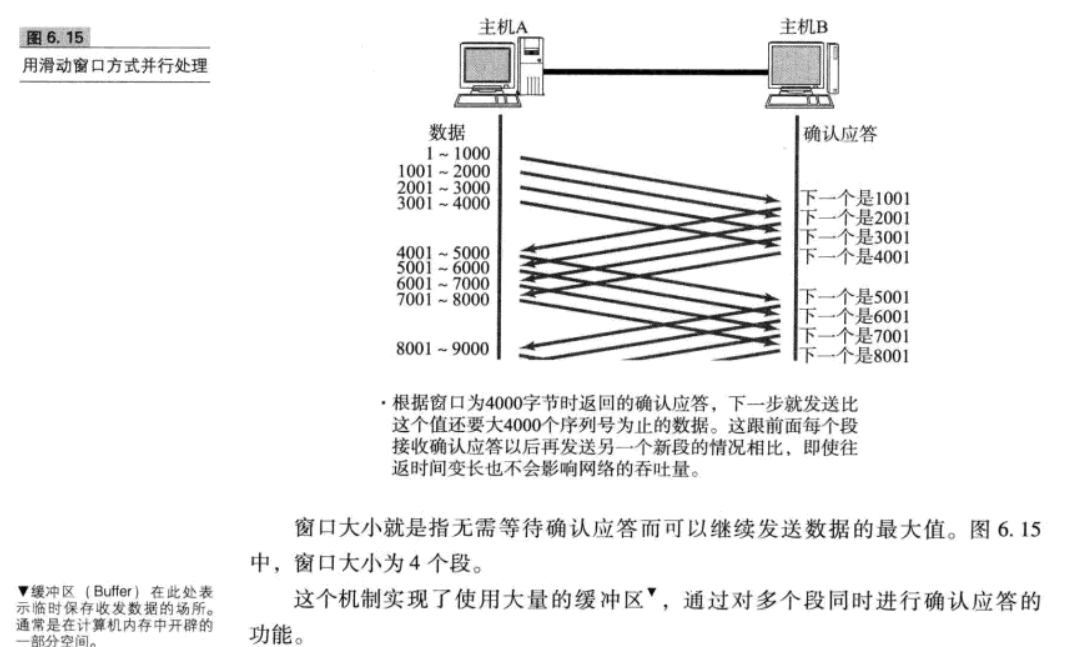 图 6.15
用滑动窗口方式并行处理
主机A
主机B
数据
确认应答
1 ~ 1000
1001 ~ 2000
2001 ~ 3000
3001 ~ 4000
下一个是1001
下一个是2001
下一个是3001
下一个是4001
4001 ~ 5000
5001 ~ 6000
6001 ~ 7000
7001 ~ 8000
下一个是5001
下一个是6001
下一个是7001
下一个是8001
8001 ~ 9000
·根据窗口为4000字节时返回的确认应答，下一步就发送比
这个值还要大4000个序列号为止的数据。这跟前面每个段
接收确认应答以后再发送另一个新段的情况相比，即使往
返时间变长也不会影响网络的吞吐量。
窗口大小就是指无需等待确认应答而可以继续发送数据的最大值。图 6.15
中，窗口大小为 4 个段。
这个机制实现了使用大量的缓冲区▼，通过对多个段同时进行确认应答的
功能。
▼缓冲区（Buffer）在此处表
示临时保存收发数据的场所。
通常是在计算机内存中开辟的
一部分空间。